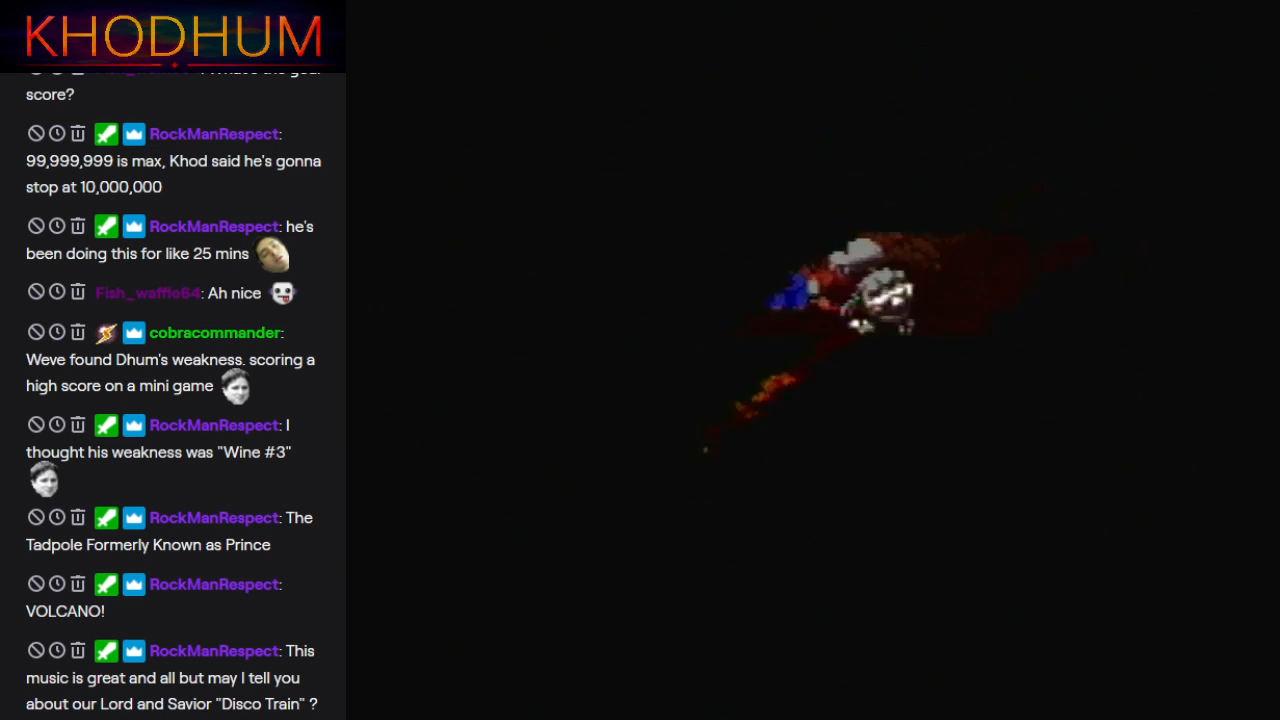 KHODHUM
score?
RockManRespect:
99,999,999 is max, Khod said he's gonna
stop at 10,000,000
RockManRespect: he's
been doing this for like 25 mins
Fish_waffle64: Ah nice
cobracommander:
Weve found Dhum's weakness. scoring a
high score on a mini game
RockManRespect: I
thought his weakness was "Wine #3"
RockManRespect: The
Tadpole Formerly Known as Prince
RockManRespect:
VOLCANO!
RockManRespect: This
music is great and all but may I tell you
about our Lord and Savior "Disco Train" ?